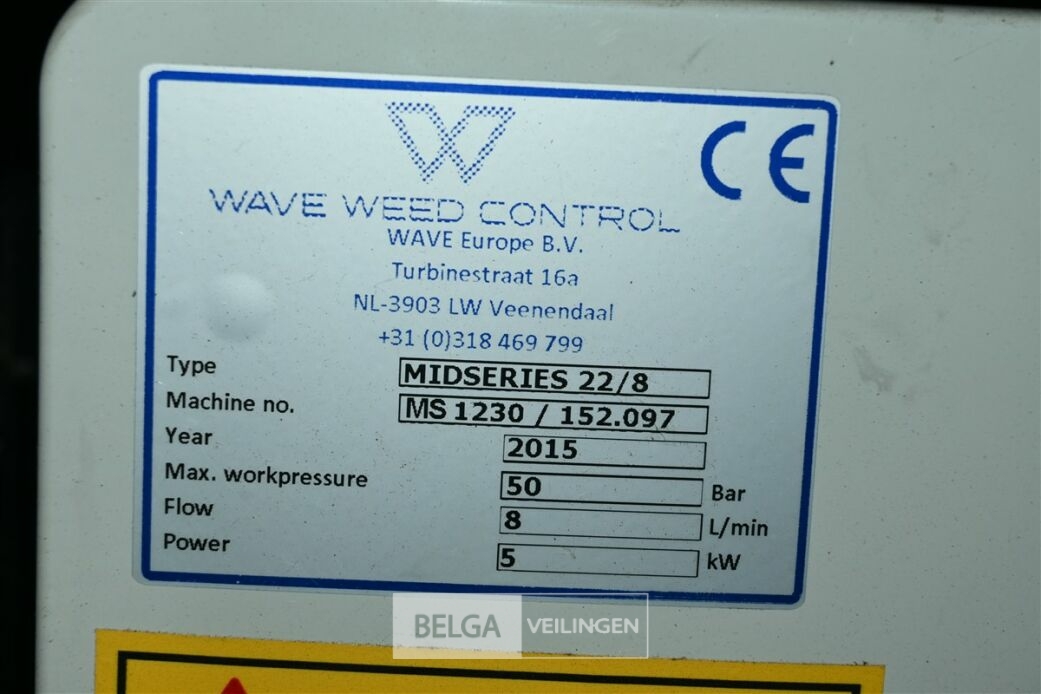 CE
WAVE WEED CONTROL
WAVE Europe B.V.
Turbinestraat 16a
NL-3903 LW Veenendaal
+31 (0)318 469 799
Type MIDSERIES 22/8
Machine no. MS 1230 / 152.097
Year 2015
Max. workpressure 50 Bar
Flow 8 L/min
Power 5 kW
BELGA VEILINGEN